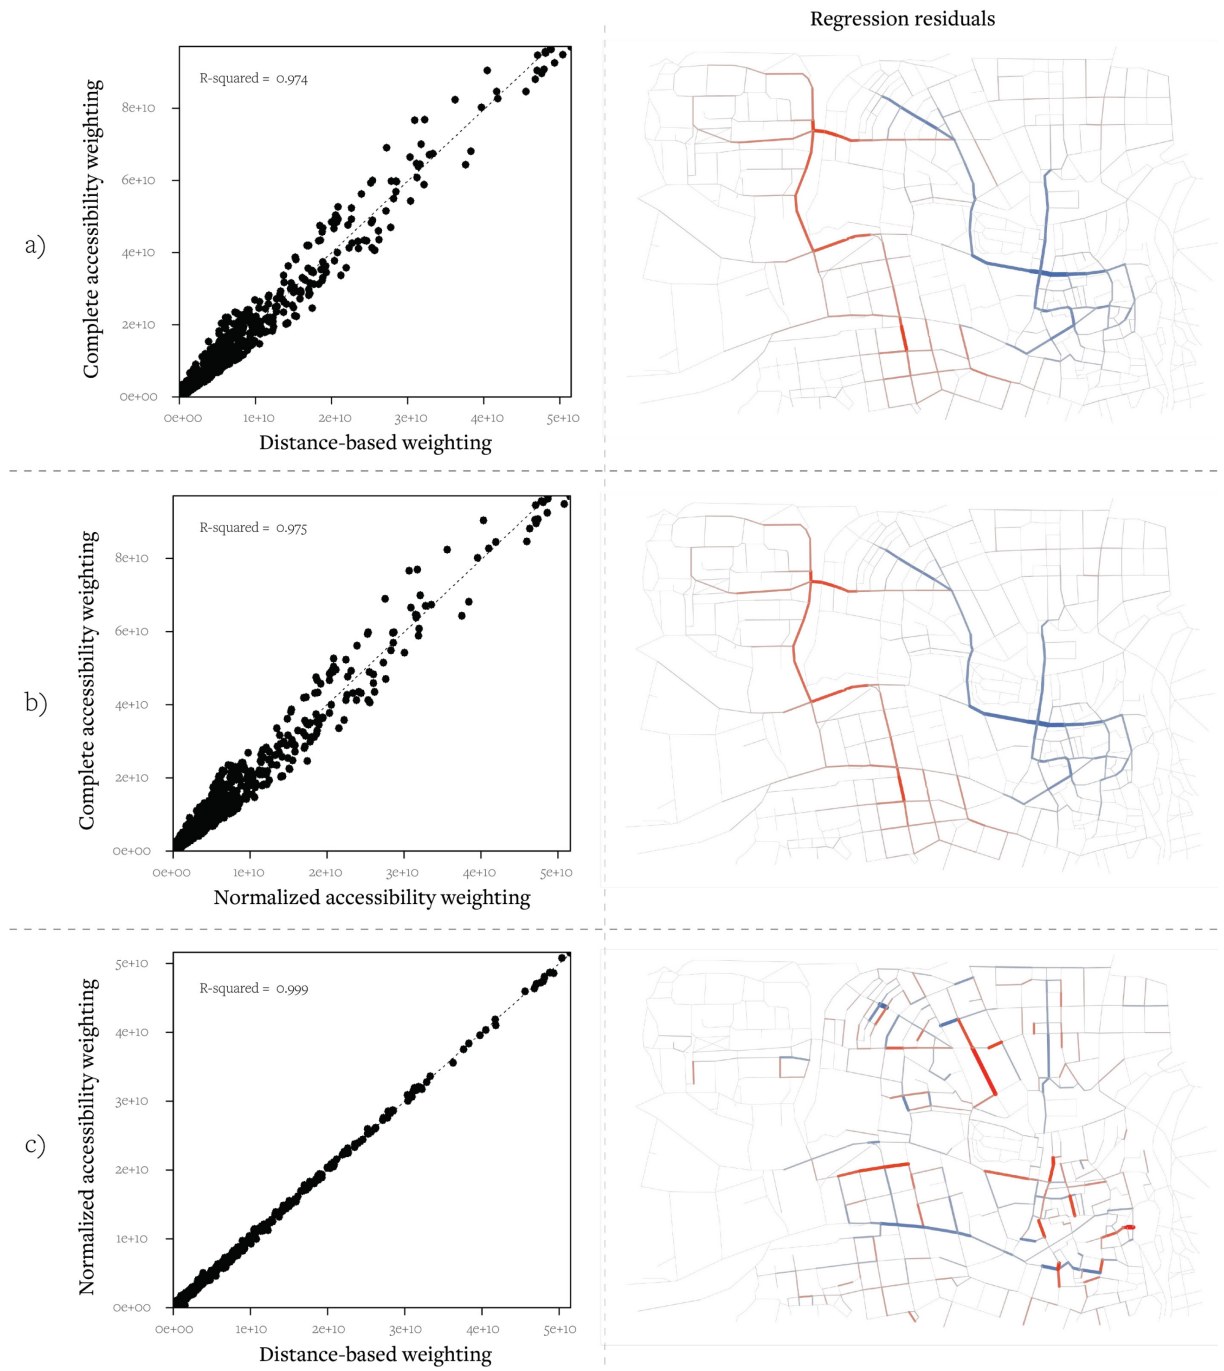 Regression residuals
a)
Complete accessibility weighting
R-squared = 0.974
8e+10
6e+10
4e+10
2e+10
0e+00
0e+00 1e+10 2e+10 3e+10 4e+10 5e+10
Distance-based weighting
b)
Complete accessibility weighting
R-squared = 0.975
8e+10
6e+10
4e+10
2e+10
0e+00
0e+00 1e+10 2e+10 3e+10 4e+10 5e+10
Normalized accessibility weighting
c)
Normalized accessibility weighting
R-squared = 0.999
5e+10
4e+10
3e+10
2e+10
1e+10
0e+00
0e+00 1e+10 2e+10 3e+10 4e+10 5e+10
Distance-based weighting